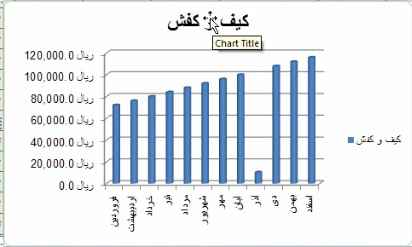 کیف و کفش
Chart Title
ریال 120,000.0
ریال 100,000.0
ریال 80,000.0
ریال 60,000.0
ریال 40,000.0
ریال 20,000.0
ریال 0.0
کیف و کفش
فروردین
اردیبهشت
خرداد
تیر
مرداد
شهریور
مهر
آبان
آذر
دی
بهمن
اسفند